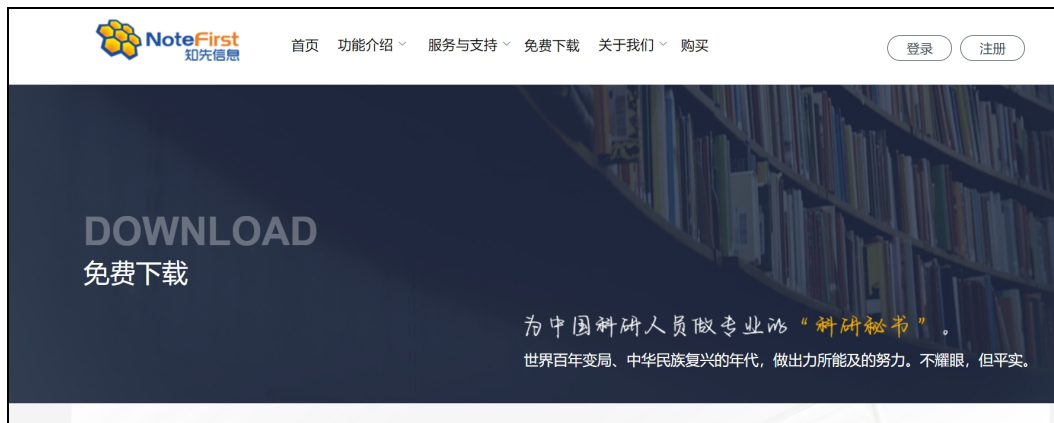 NoteFirst
知先信息
首页 功能介绍 服务与支持 免费下载 关于我们 购买
登录 注册
DOWNLOAD
免费下载
为中国科研人员做专业的“科研秘书”。
世界百年变局、中华民族复兴的年代，做出力所能及的努力。不耀眼，但平实。